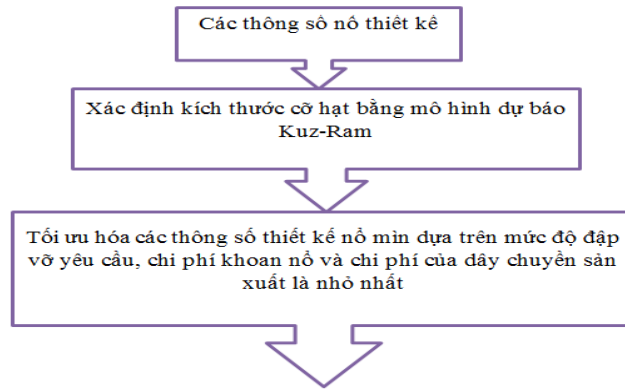 Các thông số nổ thiết kế
Xác định kích thước cỡ hạt bằng mô hình dự báo
Kuz-Ram
Tối ưu hóa các thông số thiết kế nổ mìn dựa trên mức độ đập
vỡ yêu cầu, chi phí khoan nổ và chi phí của dây chuyền sản
xuất là nhỏ nhất